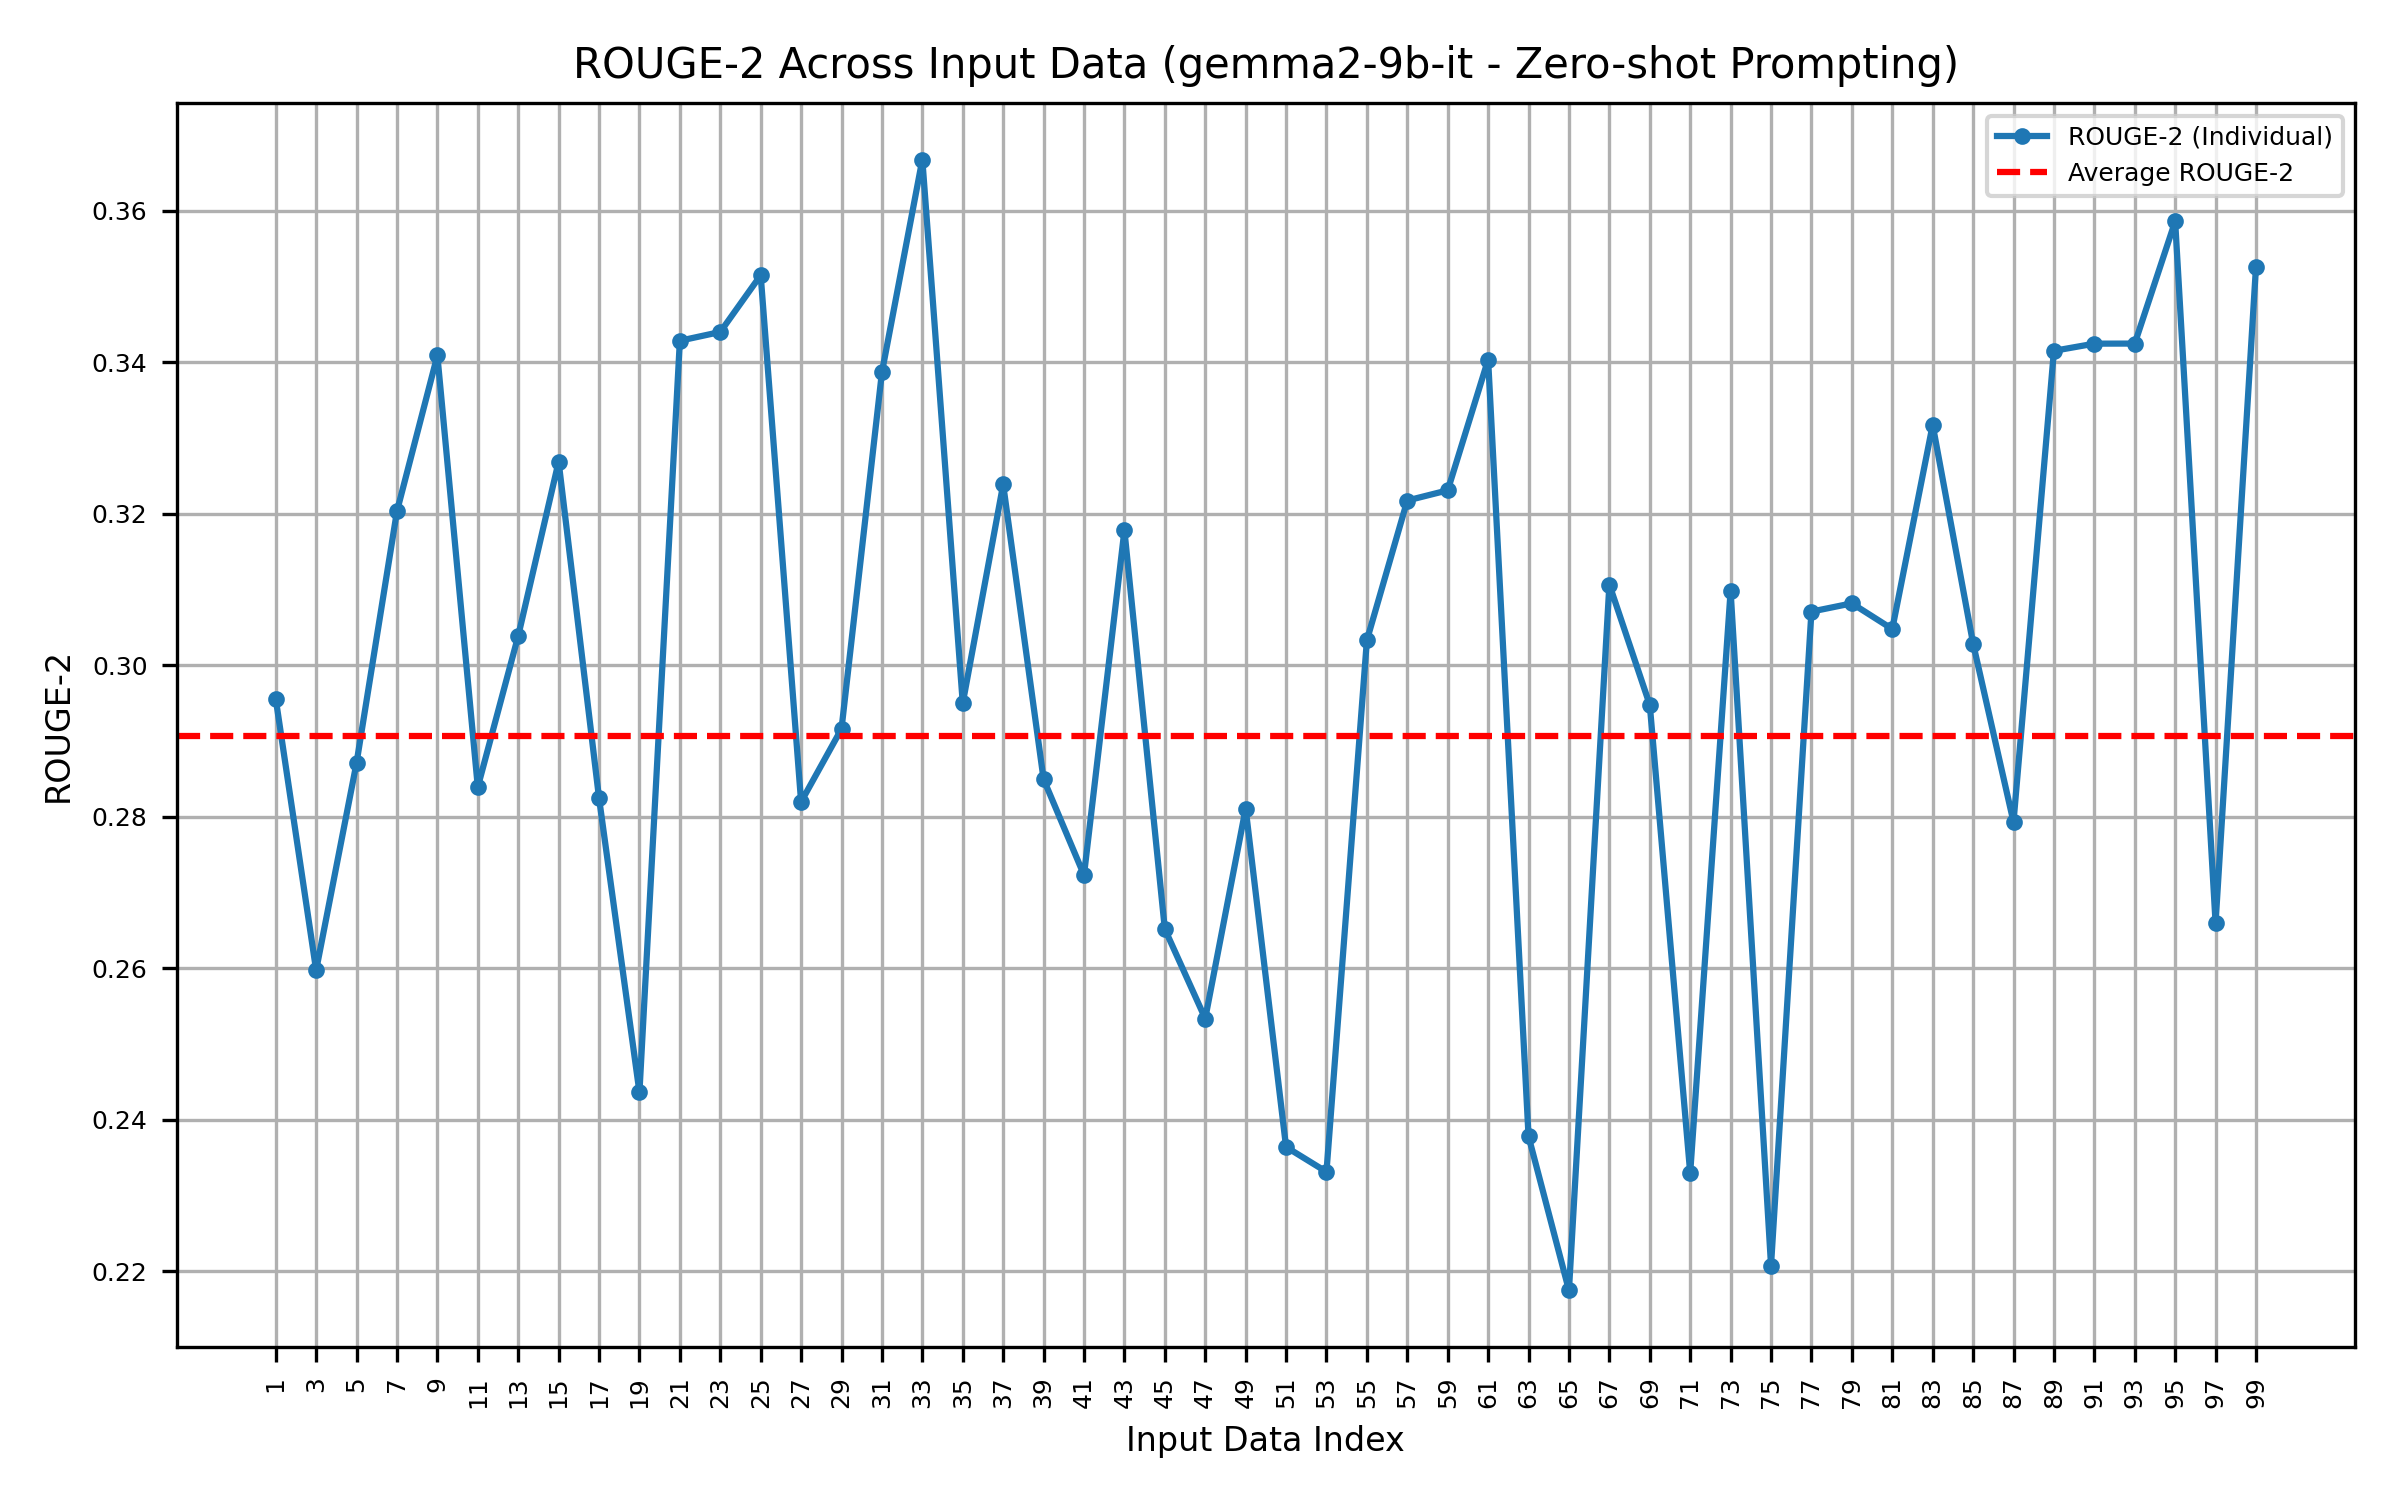 ROUGE-2 Across Input Data (gemma2-9b-it - Zero-shot Prompting)
ROUGE-2 (Individual)
Average ROUGE-2
0.36
0.34
0.32
0.30
0.28
0.26
0.24
0.22
ROUGE-2
1 3 5 7 9 11 13 15 17 19 21 23 25 27 29 31 33 35 37 39 41 43 45 47 49 51 53 55 57 59 61 63 65 67 69 71 73 75 77 79 81 83 85 87 89 91 93 95 97 99
Input Data Index